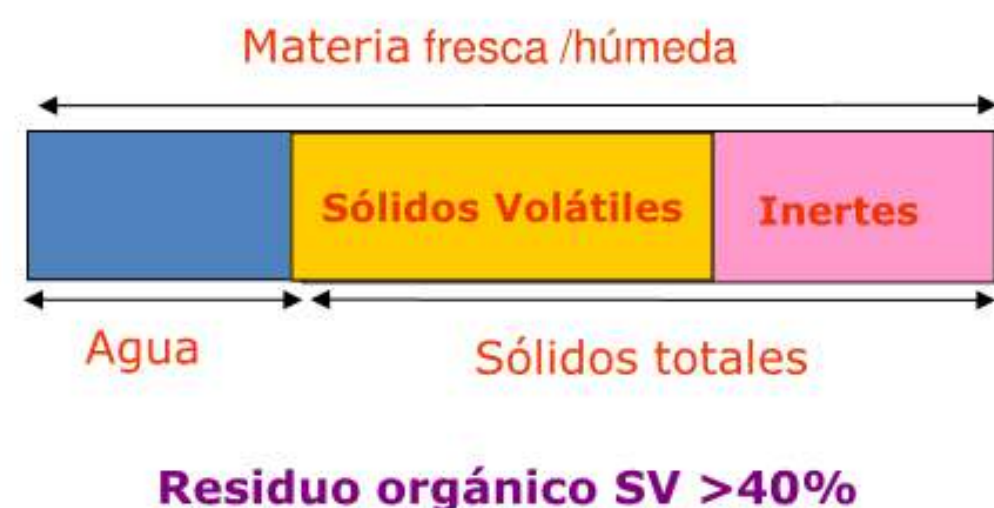 Materia fresca /húmeda
Sólidos Volátiles
Inertes
Agua
Sólidos totales
Residuo orgánico SV >40%